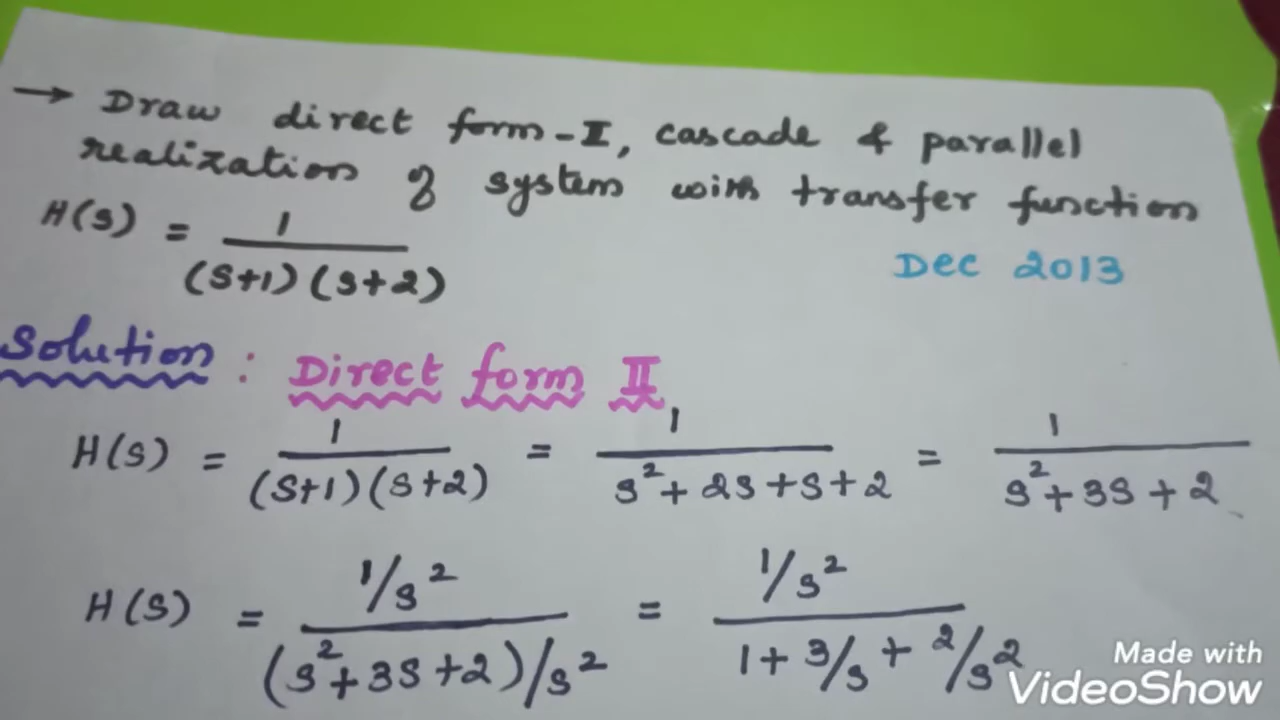 → Draw direct form-II, cascade & parallel
realization of system with transfer function
H(s) = 1/((s+1)(s+2))
Dec 2013
Solution : Direct form II
H(s) = 1/((s+1)(s+2)) = 1/(s²+2s+s+2) = 1/(s²+3s+2)
H(s) = (1/s²)/((s²+3s+2)/s²) = (1/s²)/(1+3/s+2/s²)
Made with
VideoShow